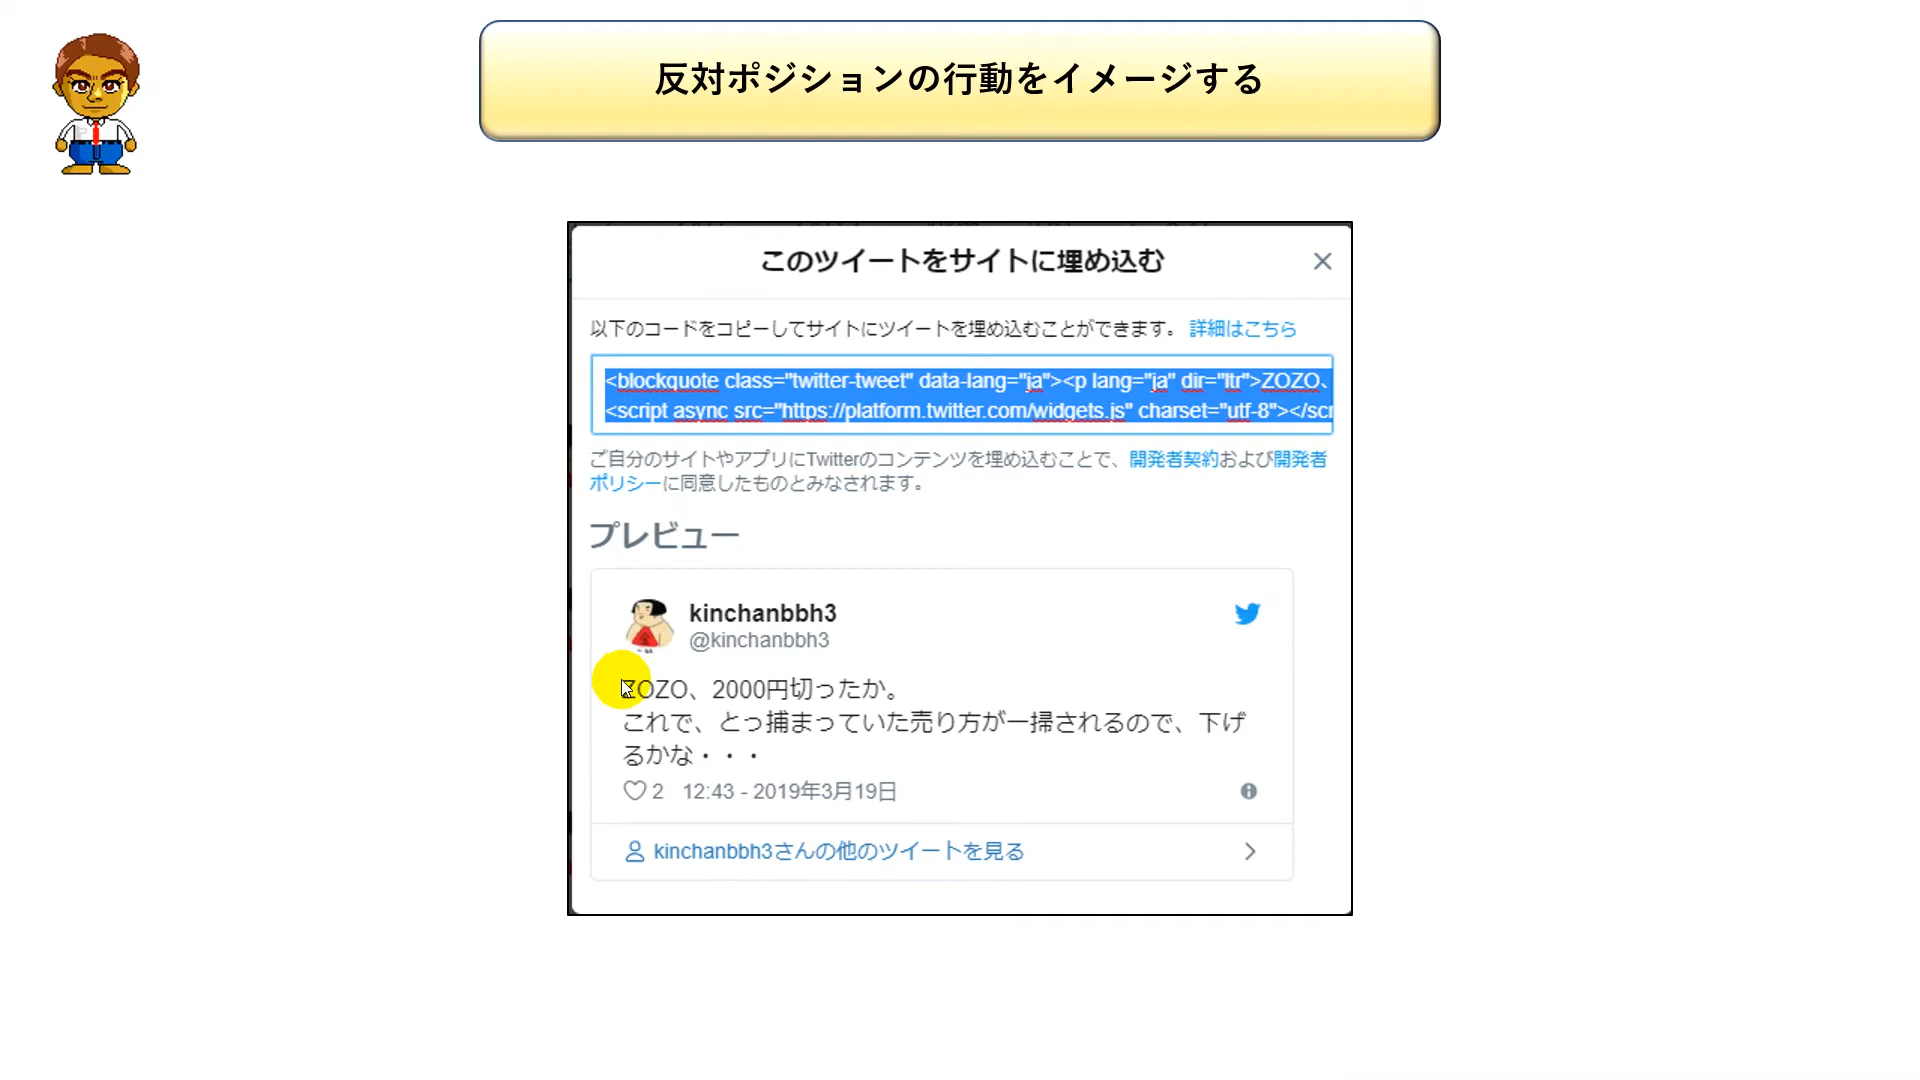 反対ポジションの行動をイメージする
このツイートをサイトに埋め込む
以下のコードをコピーしてサイトにツイートを埋め込むことができます。 詳細はこちら
<blockquote class="twitter-tweet" data-lang="ja"><p lang="ja" dir="ltr">ZOZO、
<script async src="https://platform.twitter.com/widgets.js" charset="utf-8"></scr
ご自分のサイトやアプリにTwitterのコンテンツを埋め込むことで、開発者契約および開発者
ポリシーに同意したものとみなされます。
プレビュー
kinchanbbh3
@kinchanbbh3
ZOZO、2000円切ったか。
これで、とっ捕まっていた売り方が一掃されるので、下げ
るかな・・・
2 12:43 - 2019年3月19日
kinchanbbh3さんの他のツイートを見る